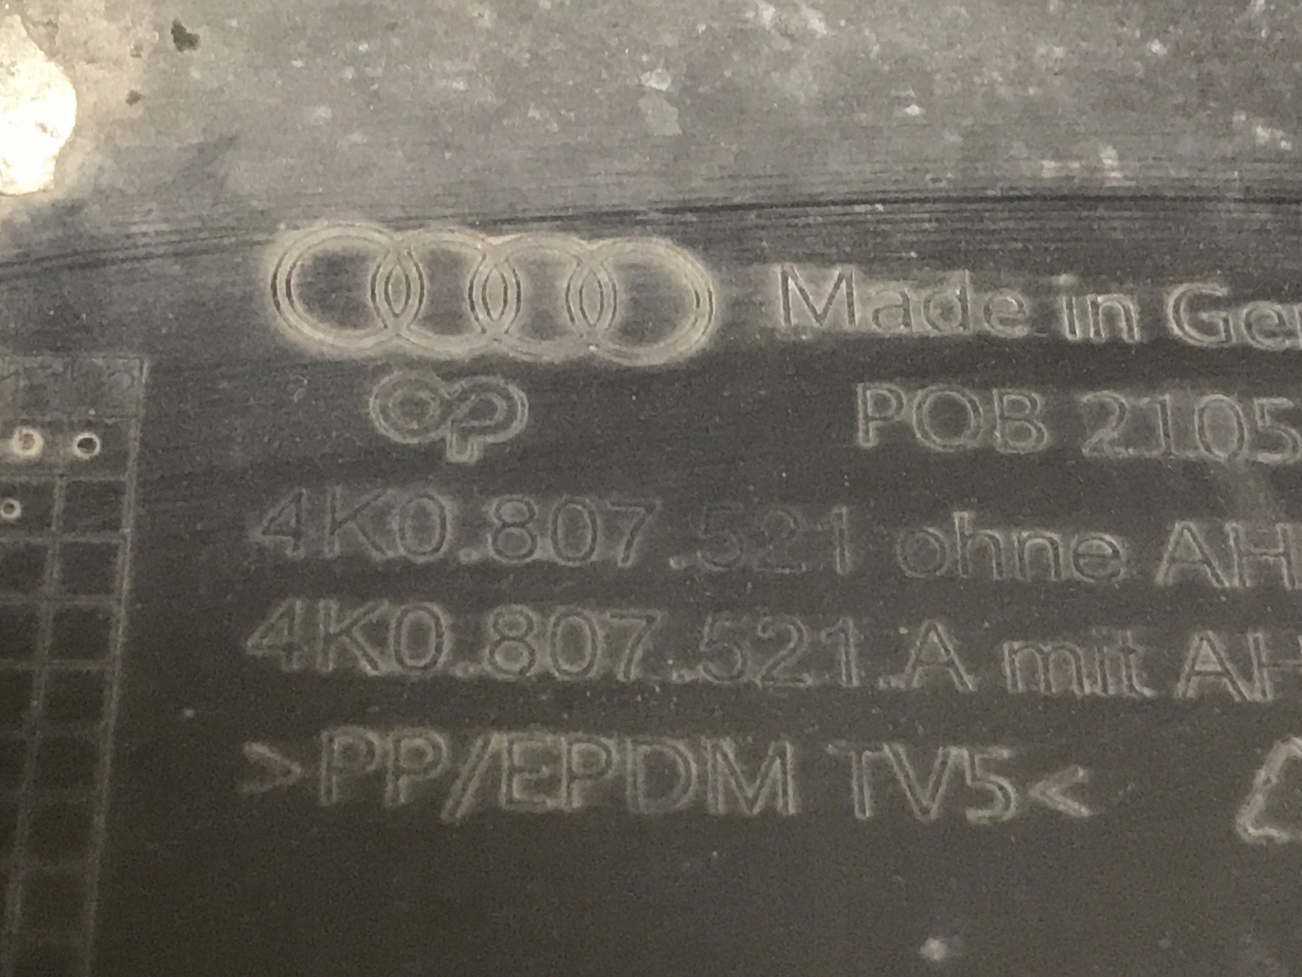 Made in Ger
POB 2105
4K0.807.521 ohne AH
4K0.807.521.A mit AH
>PP/EPDM TV5<